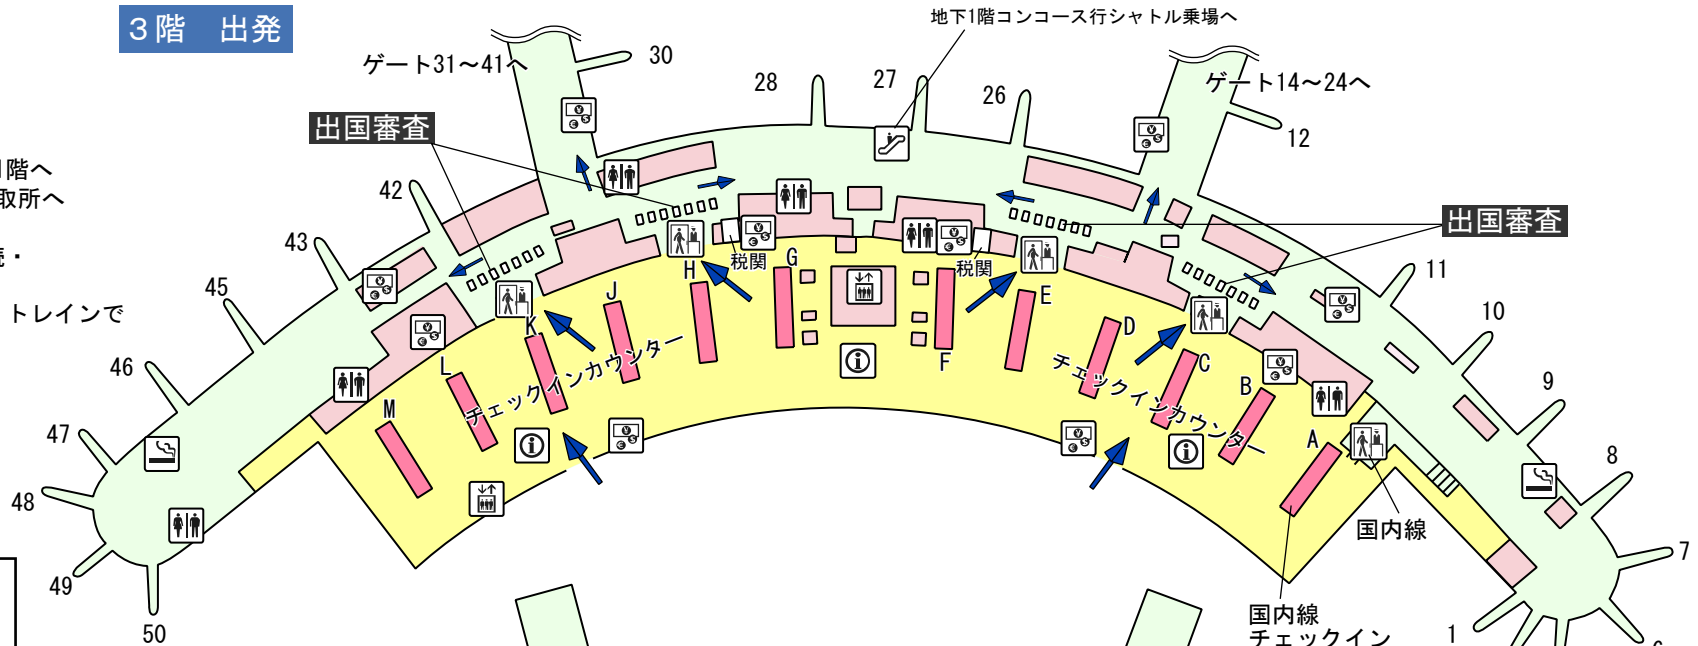 ３階　出発
地下1階コンコース行シャトル乗場へ
ゲート31〜41へ
30
28
27
26
ゲート14〜24へ
12
出国審査
階へ
取所へ
42
43
出国審査
・
45
トレインで
46
税関
税関
H
G
J
K
L
M
F
E
D
C
B
A
チェックインカウンター
チェックインカウンター
11
10
9
8
7
47
48
49
50
国内線
国内線
チェックイン
1